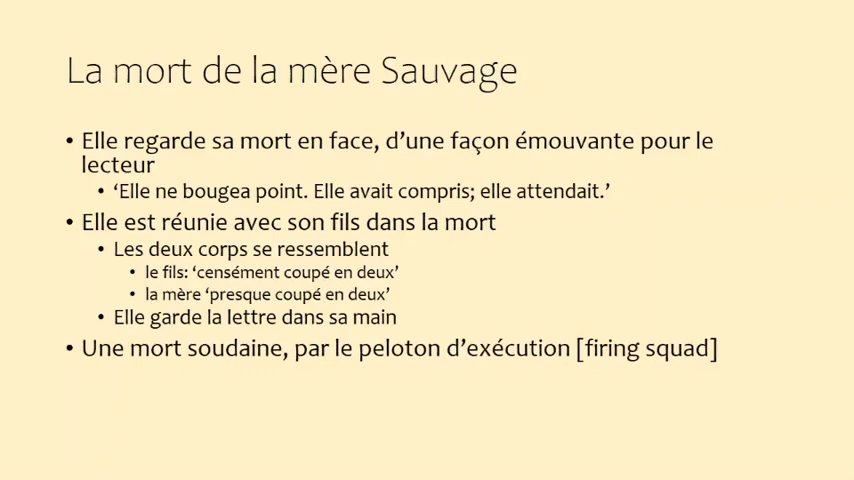 La mort de la mère Sauvage
• Elle regarde sa mort en face, d’une façon émouvante pour le
lecteur
• ‘Elle ne bougea point. Elle avait compris; elle attendait.’
• Elle est réunie avec son fils dans la mort
• Les deux corps se ressemblent
• le fils: ‘censément coupé en deux’
• la mère ‘presque coupé en deux’
• Elle garde la lettre dans sa main
• Une mort soudaine, par le peloton d’exécution [firing squad]